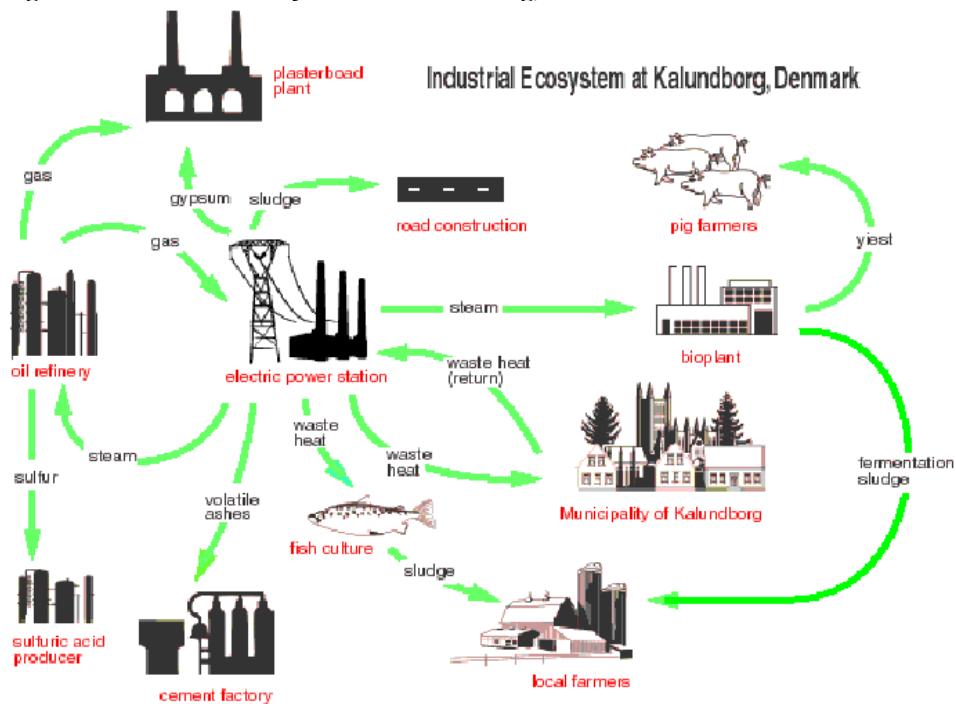 plasterboad
plant
Industrial Ecosystem at Kalundborg, Denmark
gas
gypsum
sludge
road construction
pig farmers
gas
yiest
oil refinery
electric power station
steam
bioplant
waste heat
(return)
steam
waste
heat
waste
heat
sulfur
volatile
ashes
fermentation
sludge
Municipality of Kalundborg
fish culture
sludge
sulfuric acid
producer
cement factory
local farmers